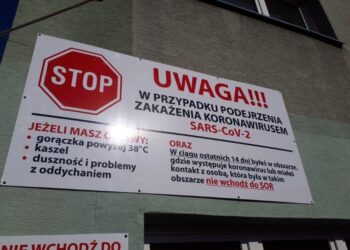 STOP
UWAGA!!!
W PRZYPADKU PODEJRZENIA
ZAKAŻENIA KORONAWIRUSEM
SARS-CoV-2
JEŻELI MASZ OBJAWY:
• gorączka powyżej 38°C
• kaszel
• duszność i problemy
z oddychaniem
ORAZ
W ciągu ostatnich 14 dni byłeś w obszarze,
gdzie występuje koronawirus lub miałeś
kontakt z osobą, która była w takim
obszarze nie wchodź do SOR
NIE WCHODŹ DO